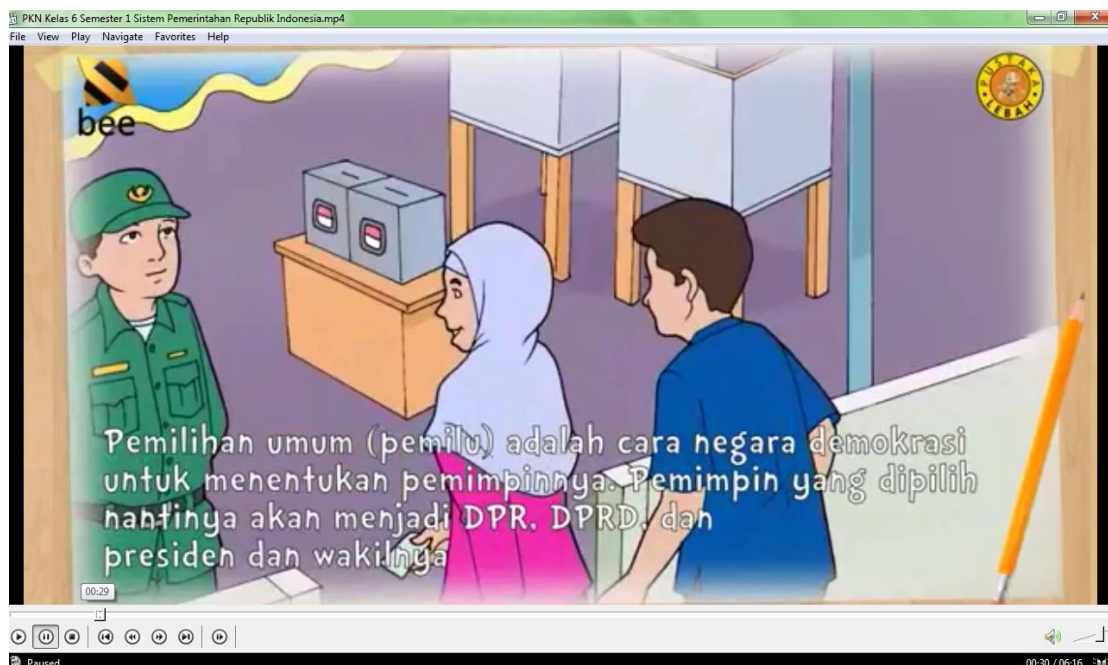 PKN Kelas 6 Semester 1 Sistem Pemerintahan Republik Indonesia.mp4
File View Play Navigate Favorites Help
bee
PUSTAKA LEBAH
Pemilihan umum (pemilu) adalah cara negara demokrasi
untuk menentukan pemimpinnya. Pemimpin yang dipilih
nantinya akan menjadi DPR, DPRD, dan
presiden dan wakilnya
00:29
Paused
00:30 / 06:16